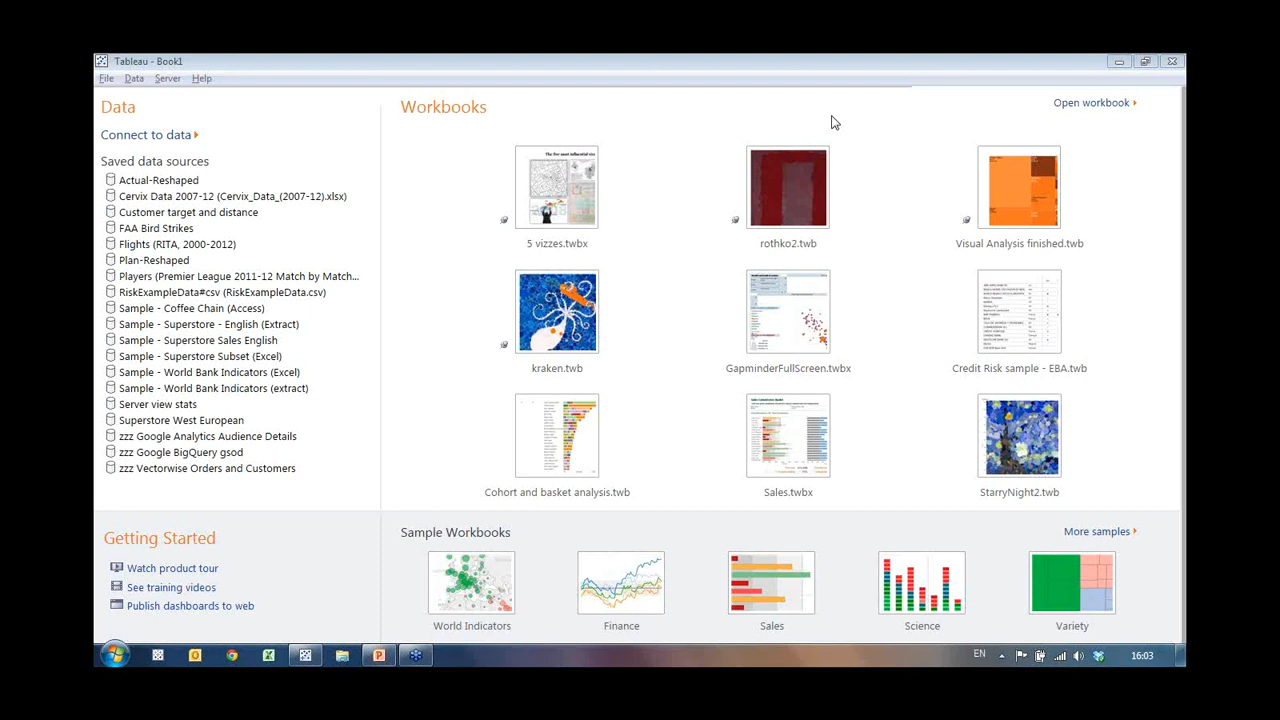 Tableau - Book1
File Data Server Help
Data
Connect to data
Saved data sources
Actual-Reshaped
Cervix Data 2007-12 (Cervix_Data_(2007-12).xlsx)
Customer target and distance
FAA Bird Strikes
Flights (RITA, 2000-2012)
Plan-Reshaped
Players (Premier League 2011-12 Match by Match...
RiskExampleData#csv (RiskExampleData.csv)
Sample - Coffee Chain (Access)
Sample - Superstore - English (Extract)
Sample - Superstore Sales English
Sample - Superstore Subset (Excel)
Sample - World Bank Indicators (Excel)
Sample - World Bank Indicators (extract)
Server view stats
Superstore West European
zzz Google Analytics Audience Details
zzz Google BigQuery gsod
zzz Vectorwise Orders and Customers
Getting Started
Watch product tour
See training videos
Publish dashboards to web
Workbooks
Open workbook
5 vizzes.twbx
rothko2.twb
Visual Analysis finished.twb
kraken.twb
GapminderFullScreen.twbx
Credit Risk sample - EBA.twb
Cohort and basket analysis.twb
Sales.twbx
StarryNight2.twb
Sample Workbooks
More samples
World Indicators
Finance
Sales
Science
Variety
EN
16:03